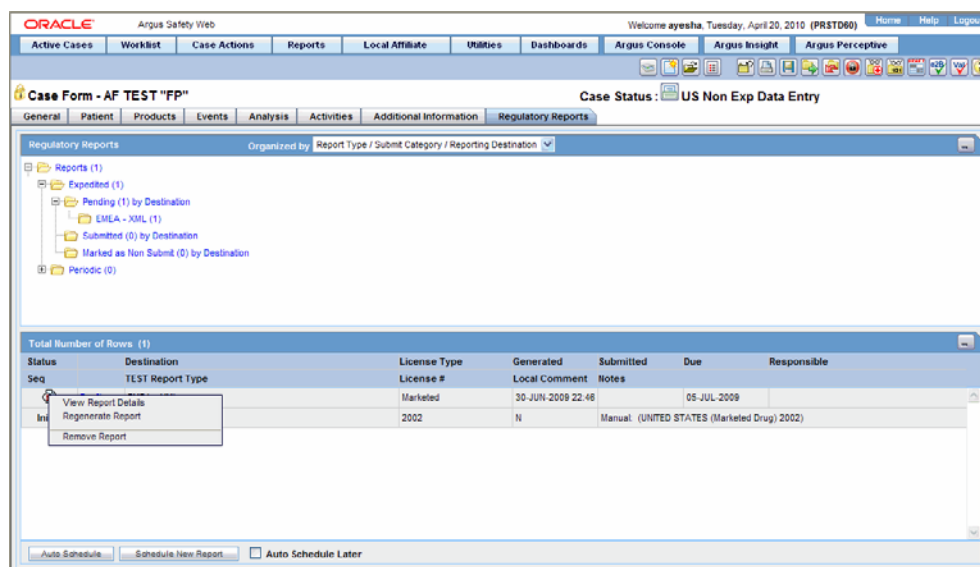 ORACLE Argus Safety Web Welcome ayesha, Tuesday, April 20, 2010 (PR$TD60) Home Help Logou
Active Cases Worklist Case Actions Reports Local Affiliate Utilities Dashboards Argus Console Argus Insight Argus Perceptive
Case Form - AF TEST "FP" Case Status : US Non Exp Data Entry
General Patient Products Events Analysis Activities Additional Information Regulatory Reports
Regulatory Reports Organized by Report Type / Submit Category / Reporting Destination
Reports (1)
Expedited (1)
Pending (1) by Destination
EMEA - XML (1)
Submitted (0) by Destination
Marked as Non Submit (0) by Destination
Periodic (0)
Total Number of Rows (1)
Status Destination License Type Generated Submitted Due Responsible
Seq TEST Report Type License # Local Comment Notes
Marketed 30-JUN-2009 22:46 05-JUL-2009
Ini 2002 N Manual. (UNITED STATES (Marketed Drug) 2002)
View Report Details
Regenerate Report
Remove Report
Auto Schedule Schedule New Report Auto Schedule Later